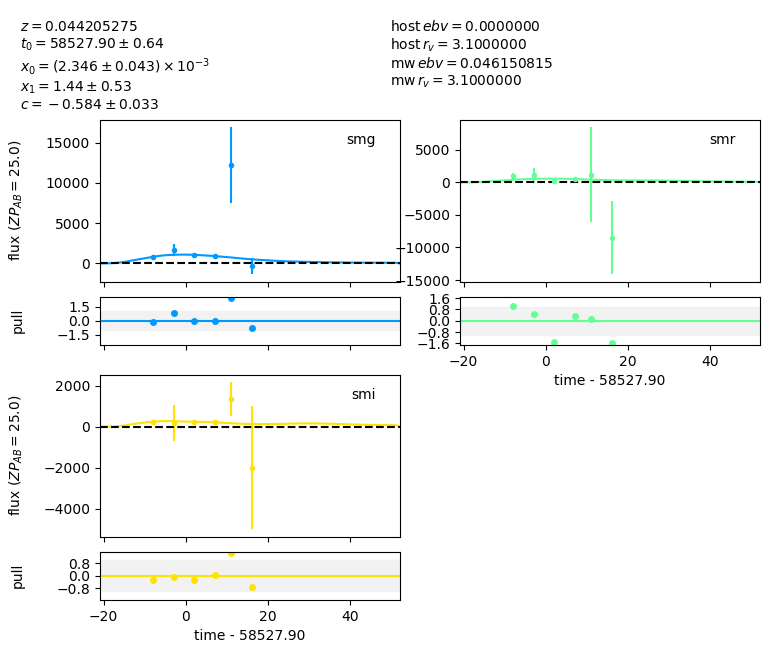 z = 0.044205275
t₀ = 58527.90 ± 0.64
x₀ = (2.346 ± 0.043) × 10⁻³
x₁ = 1.44 ± 0.53
c = −0.584 ± 0.033
host ebv = 0.0000000
host r_v = 3.1000000
mw ebv = 0.046150815
mw r_v = 3.1000000
smg
15000
10000
5000
0
flux (ZP_AB = 25.0)
1.5
0.0
−1.5
pull
smr
5000
0
−5000
−10000
−15000
1.6
0.8
0.0
−0.8
−1.6
−20 0 20 40
time - 58527.90
smi
2000
0
−2000
−4000
flux (ZP_AB = 25.0)
0.8
0.0
−0.8
pull
−20 0 20 40
time - 58527.90